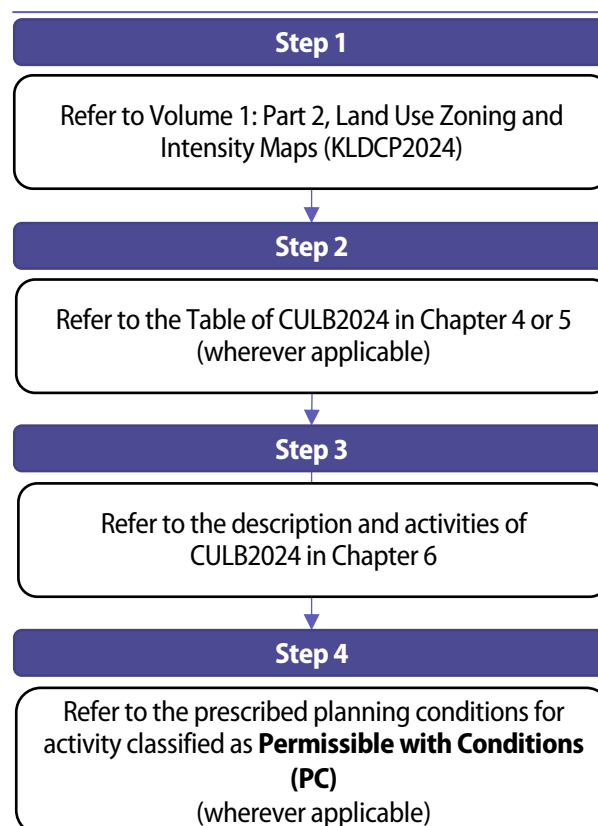 Step 1
Refer to Volume 1: Part 2, Land Use Zoning and
Intensity Maps (KLDCP2024)
Step 2
Refer to the Table of CULB2024 in Chapter 4 or 5
(wherever applicable)
Step 3
Refer to the description and activities of
CULB2024 in Chapter 6
Step 4
Refer to the prescribed planning conditions for
activity classified as Permissible with Conditions
(PC)
(wherever applicable)